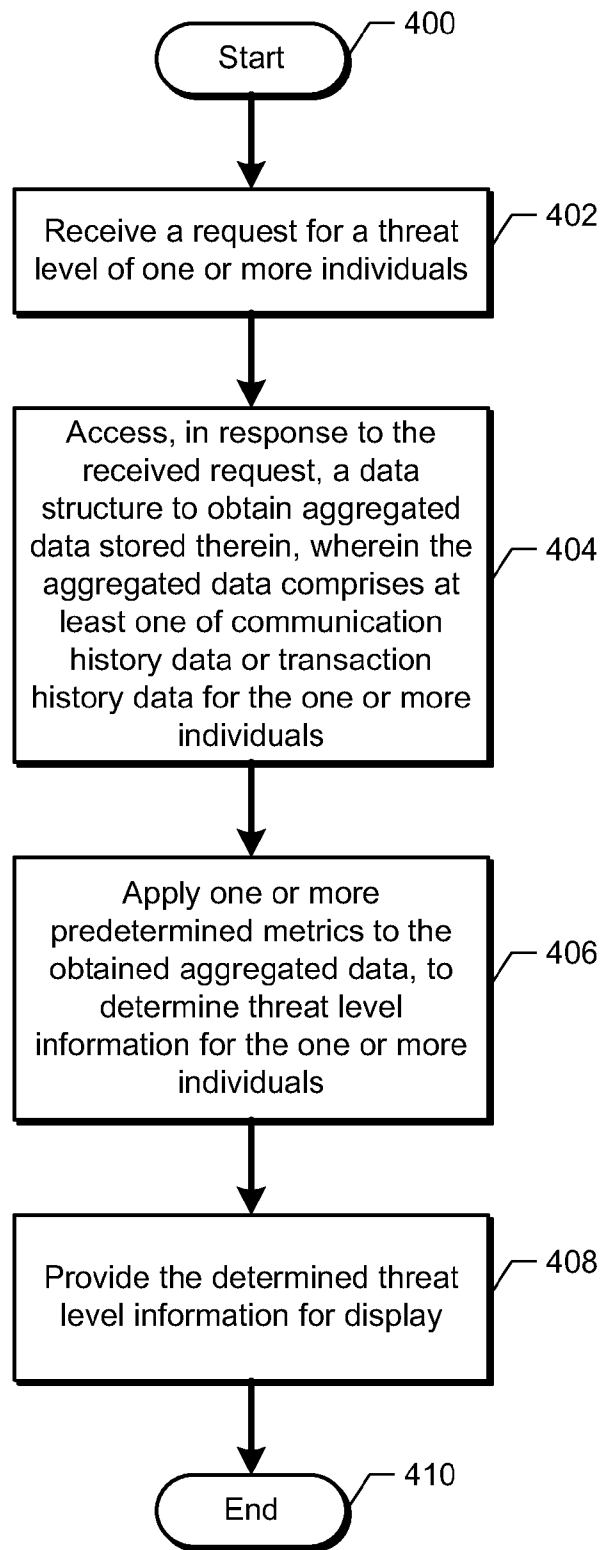 Start
400
Receive a request for a threat
level of one or more individuals
402
Access, in response to the
received request, a data
structure to obtain aggregated
data stored therein, wherein the
aggregated data comprises at
least one of communication
history data or transaction
history data for the one or more
individuals
404
Apply one or more
predetermined metrics to the
obtained aggregated data, to
determine threat level
information for the one or more
individuals
406
Provide the determined threat
level information for display
408
End
410